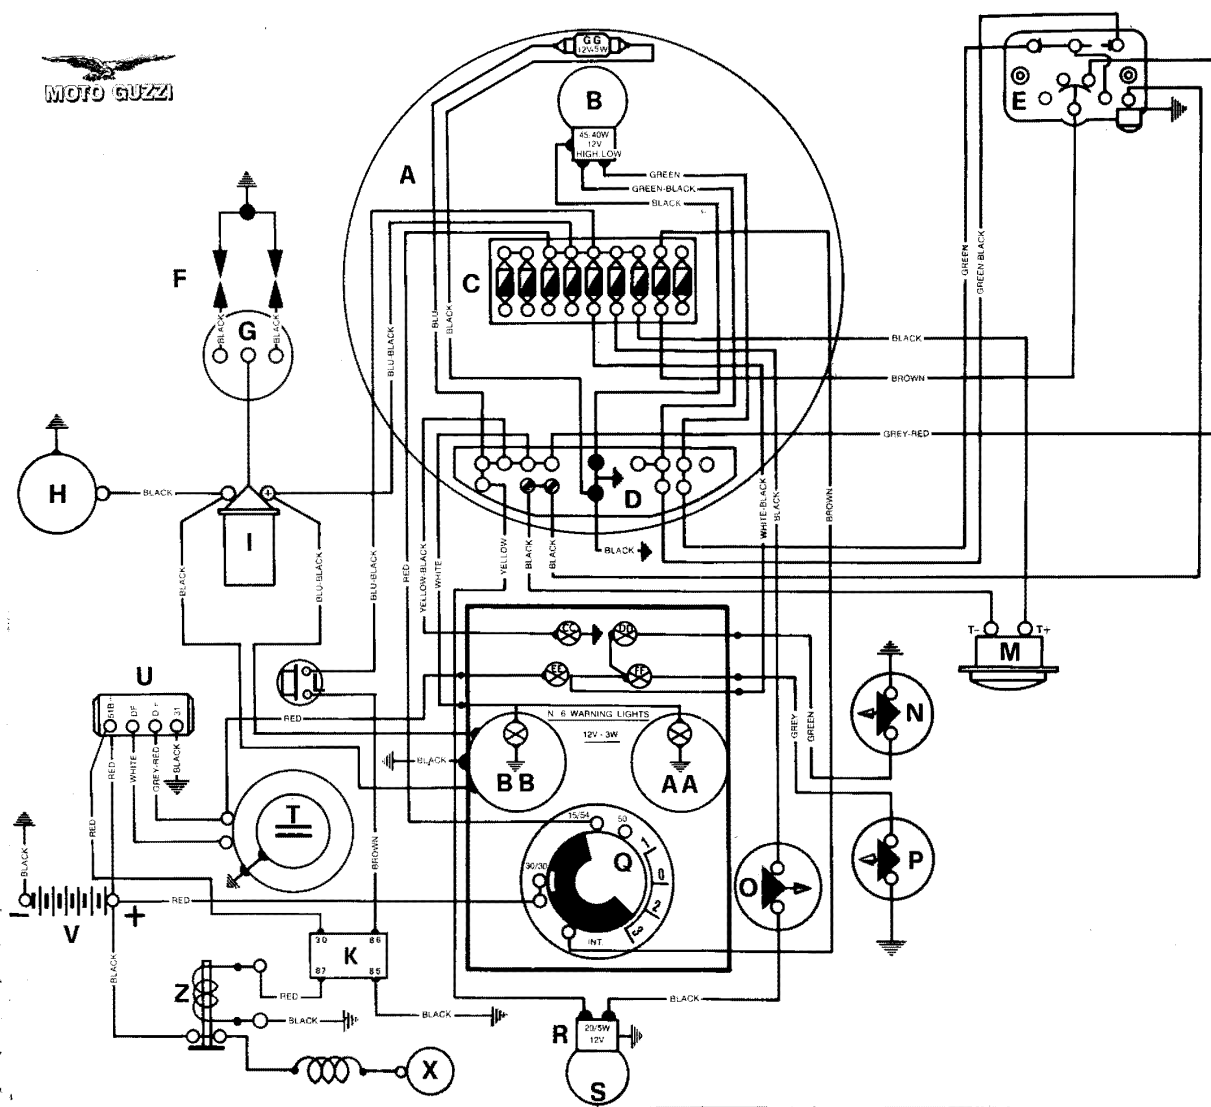 MOTO GUZZI
GG
12V-5W
B
45.40W
12V
HIGH.LOW
A
GREEN
GREEN-BLACK
BLACK
E
F
G
BLACK
BLACK
C
BLU
BLACK
BLU-BLACK
GREEN
GREEN-BLACK
BLACK
BROWN
GREY-RED
H
BLACK
+
I
D
BLACK
BLACK
BLU-BLACK
BLU-BLACK
RED
YELLOW-BLACK
WHITE
YELLOW
BLACK
BLACK
WHITE-BLACK
BLACK
BROWN
CC
DD
EE
FF
T-
T+
M
N
L
U
61B+
DF
D+
31
RED
N 6 WARNING LIGHTS
12V - 3W
GREY
GREEN
BLACK
BB
AA
RED
RED
WHITE
GREY-RED
BLACK
T
15/54
50
1
0
2
3
30/30
Q
INT
O
P
BROWN
BLACK
-
V
+
RED
30
86
K
87
85
BLACK
Z
RED
BLACK
BLACK
BLACK
R
20/5W
12V
S
X